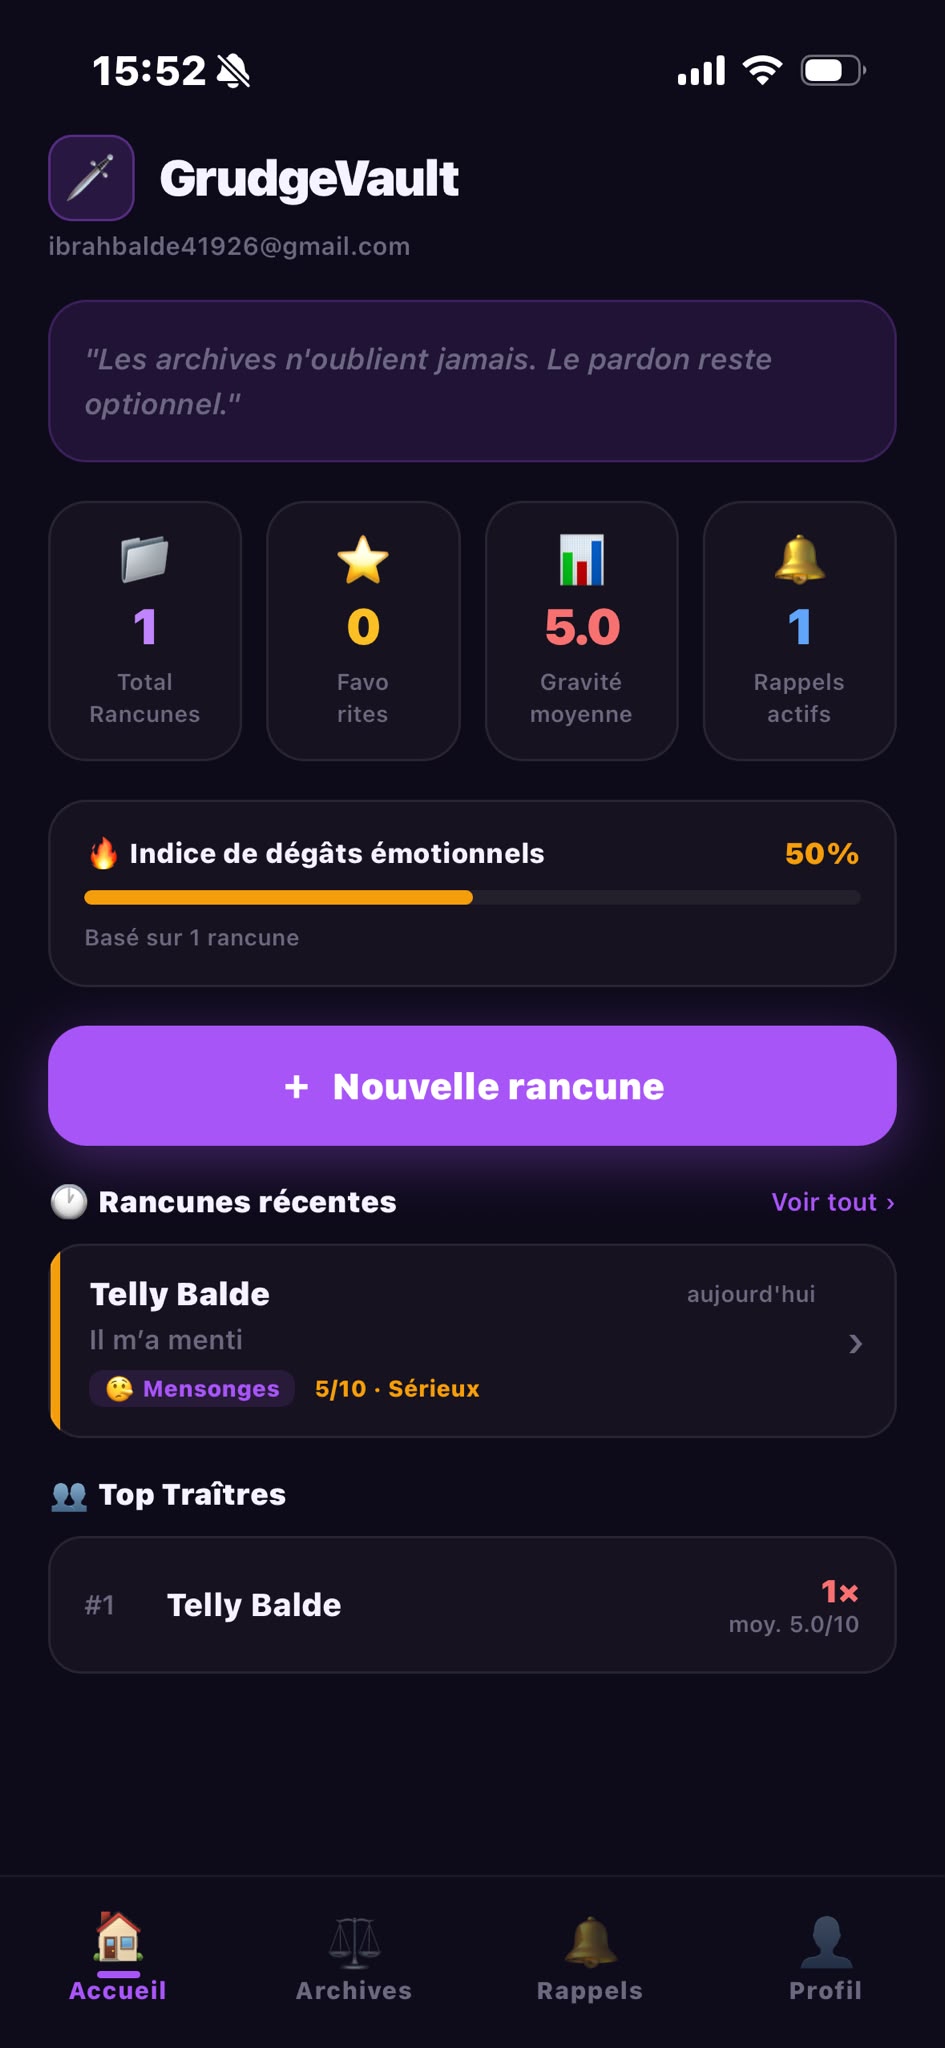 15:52
GrudgeVault
ibrahbalde41926@gmail.com
"Les archives n'oublient jamais. Le pardon reste
optionnel."
1
Total
Rancunes
0
Favo
rites
5.0
Gravité
moyenne
1
Rappels
actifs
Indice de dégâts émotionnels 50%
Basé sur 1 rancune
+ Nouvelle rancune
Rancunes récentes Voir tout ›
Telly Balde aujourd'hui
Il m’a menti ›
Mensonges 5/10 · Sérieux
Top Traîtres
#1 Telly Balde 1×
moy. 5.0/10
Accueil Archives Rappels Profil